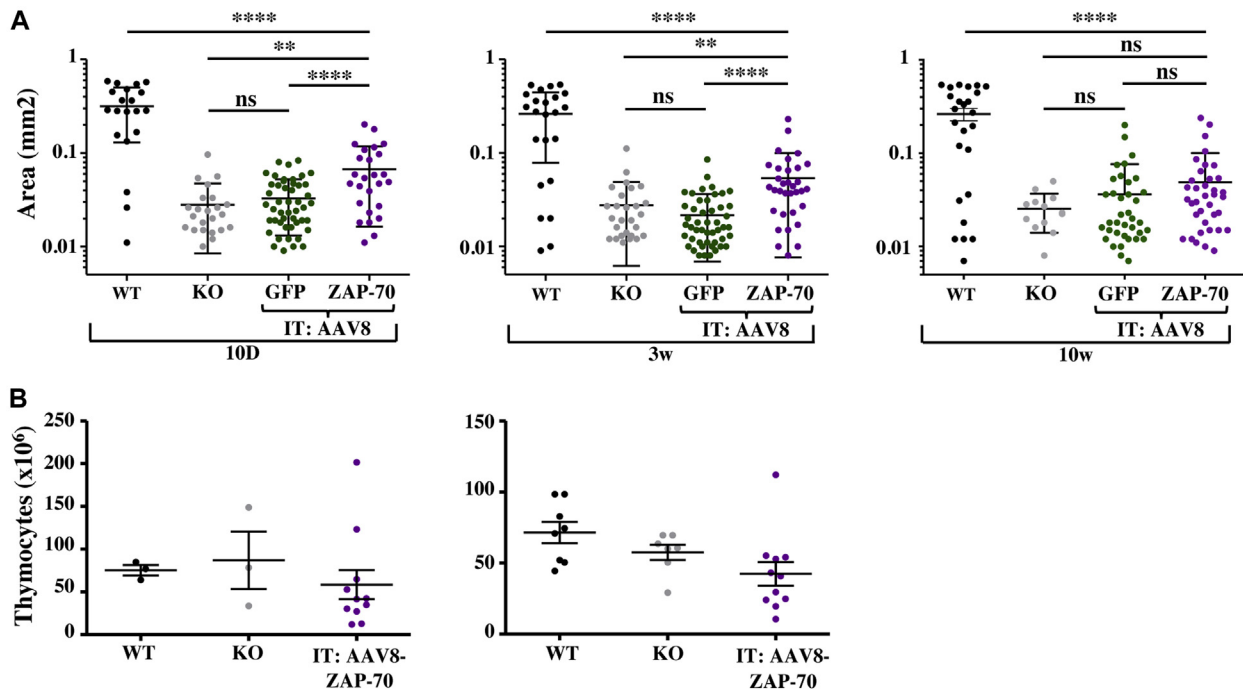 A
**** **** ****
** ** ns
**** **** ns
ns ns ns
Area (mm2)
1 1 1
0.1 0.1 0.1
0.01 0.01 0.01
WT KO GFP ZAP-70 WT KO GFP ZAP-70 WT KO GFP ZAP-70
IT: AAV8 IT: AAV8 IT: AAV8
10D 3w 10w
B
Thymocytes (x10⁶)
250
200
150
100
50
0
WT KO IT: AAV8-
ZAP-70
150
100
50
0
WT KO IT: AAV8-
ZAP-70